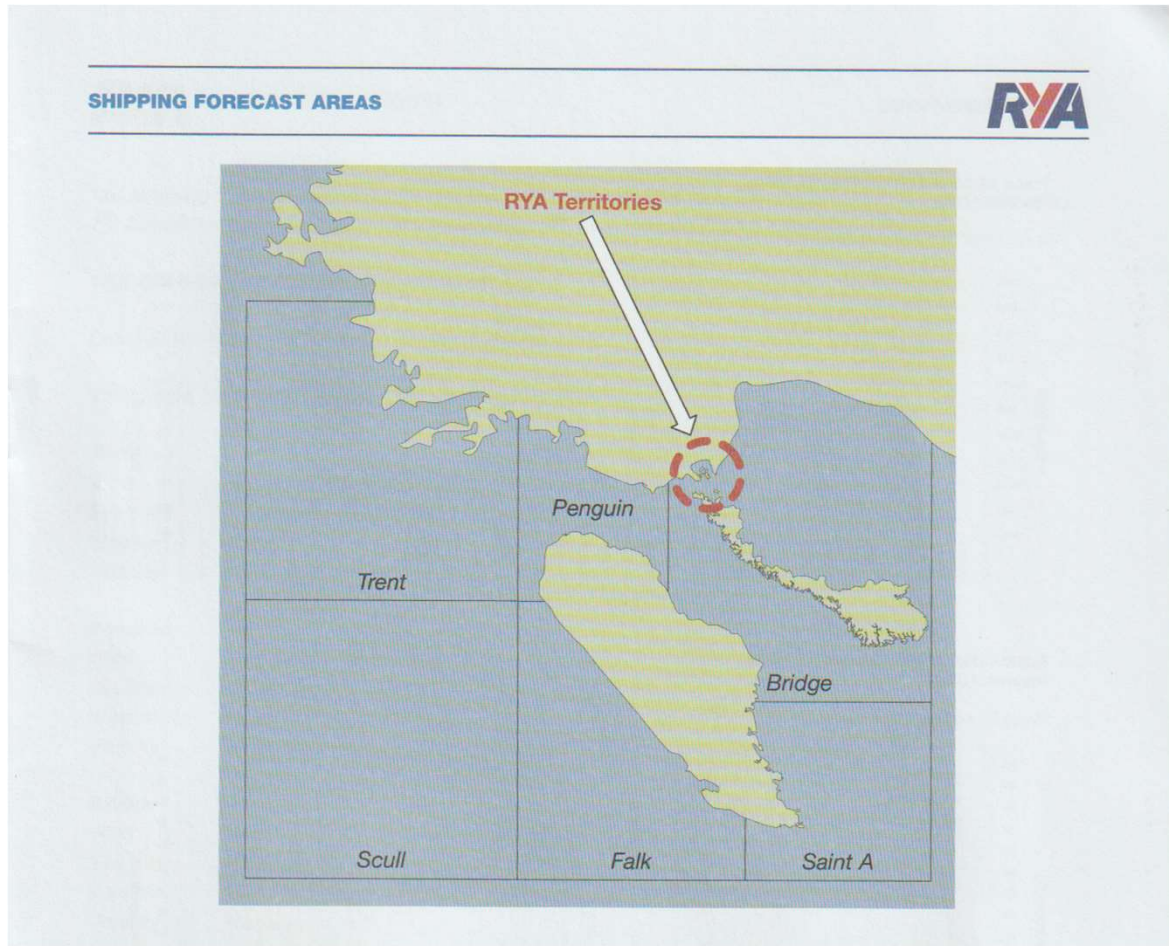 SHIPPING FORECAST AREAS
RYA
RYA Territories
Penguin
Trent
Bridge
Scull
Falk
Saint A